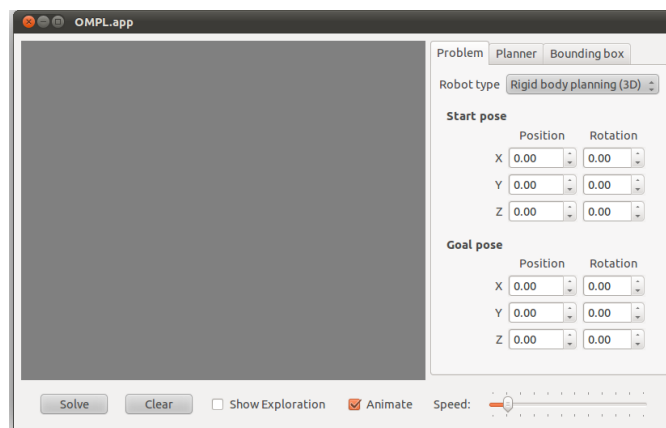 OMPL.app
Problem Planner Bounding box
Robot type Rigid body planning (3D)
Start pose
Position Rotation
X 0.00 0.00
Y 0.00 0.00
Z 0.00 0.00
Goal pose
Position Rotation
X 0.00 0.00
Y 0.00 0.00
Z 0.00 0.00
Solve Clear Show Exploration Animate Speed: